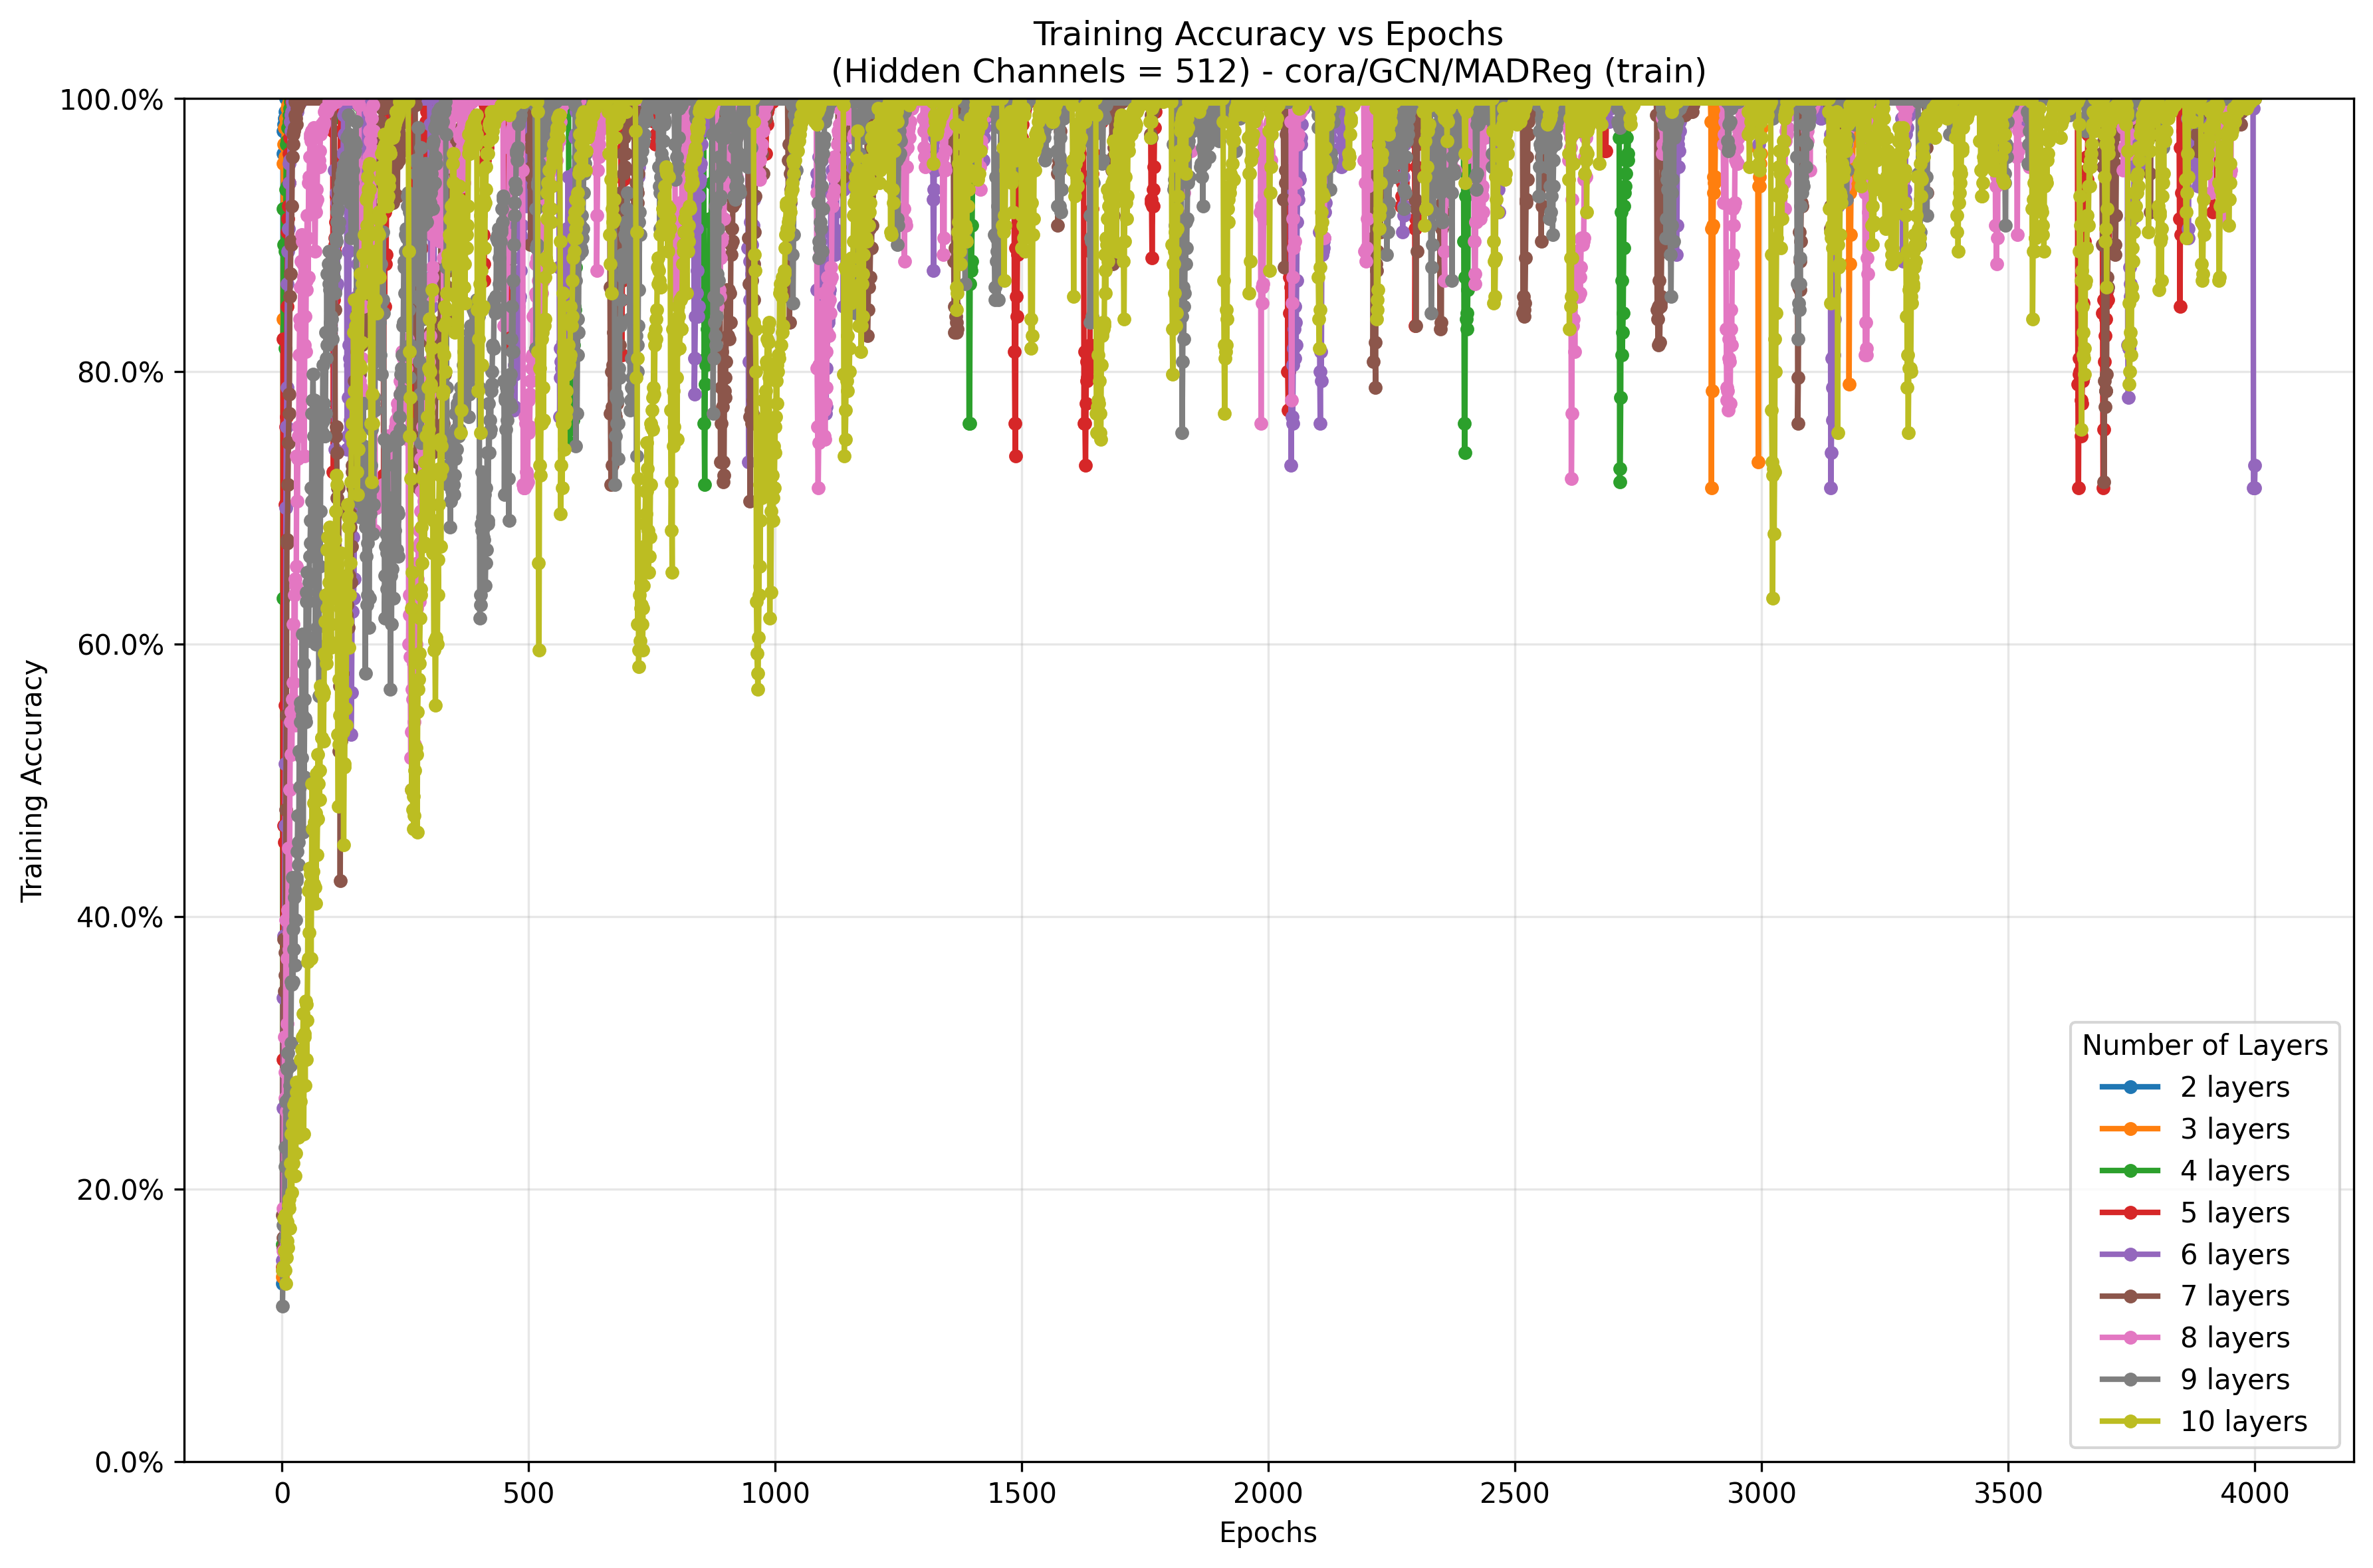 Training Accuracy vs Epochs
(Hidden Channels = 512) - cora/GCN/MADReg (train)
100.0%
80.0%
60.0%
40.0%
20.0%
0.0%
Training Accuracy
0 500 1000 1500 2000 2500 3000 3500 4000
Epochs
Number of Layers
2 layers
3 layers
4 layers
5 layers
6 layers
7 layers
8 layers
9 layers
10 layers